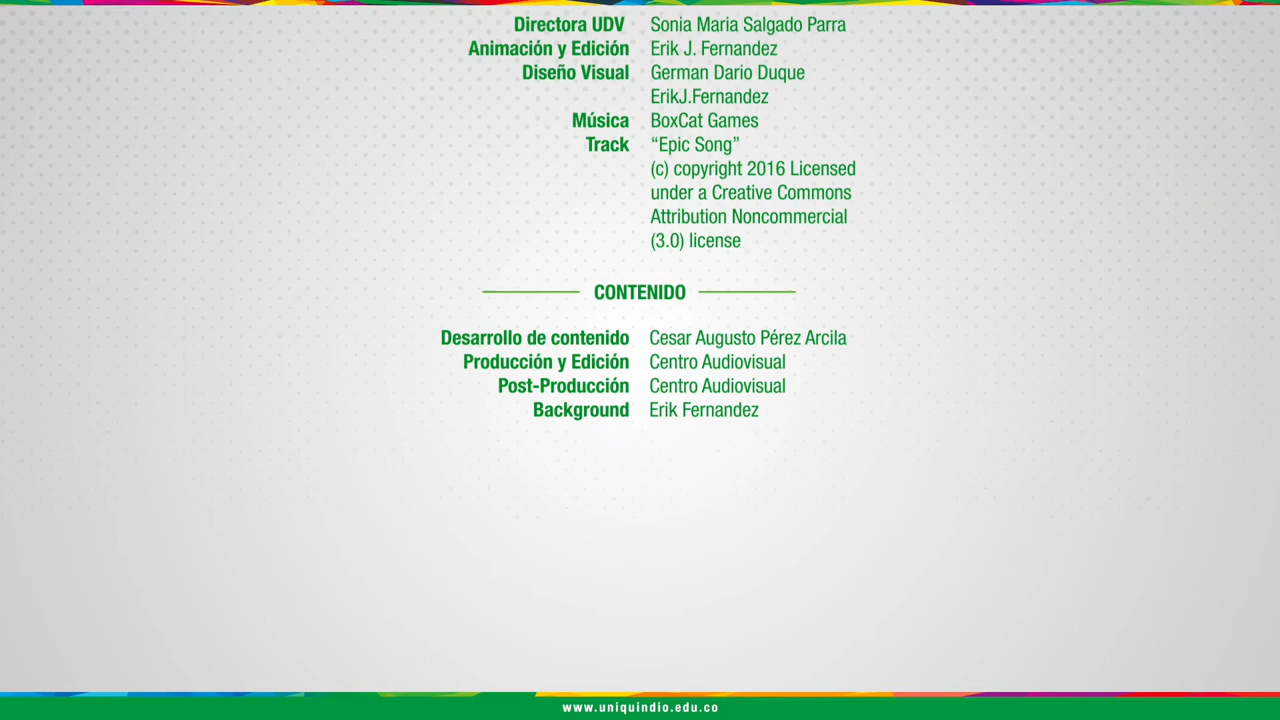 Directora UDV Sonia Maria Salgado Parra
Animación y Edición Erik J. Fernandez
Diseño Visual German Dario Duque
ErikJ.Fernandez
Música BoxCat Games
Track “Epic Song”
(c) copyright 2016 Licensed
under a Creative Commons
Attribution Noncommercial
(3.0) license
CONTENIDO
Desarrollo de contenido Cesar Augusto Pérez Arcila
Producción y Edición Centro Audiovisual
Post-Producción Centro Audiovisual
Background Erik Fernandez
www.uniquindio.edu.co